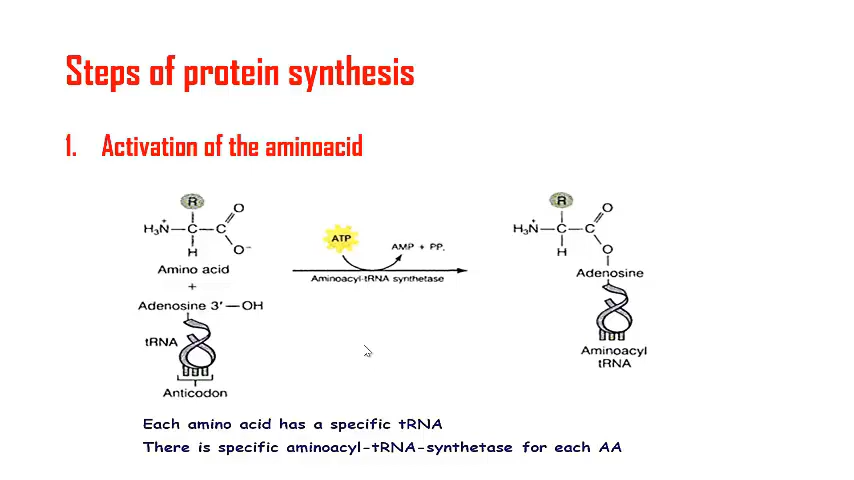 Steps of protein synthesis
1. Activation of the aminoacid
R
O
H₃N⁺—C—C
H
O⁻
Amino acid
+
Adenosine 3′—OH
tRNA
Anticodon
ATP
AMP + PPᵢ
Aminoacyl-tRNA synthetase
R
O
H₃N⁺—C—C
H
O
Adenosine
Aminoacyl
tRNA
Each amino acid has a specific tRNA
There is specific aminoacyl-tRNA-synthetase for each AA